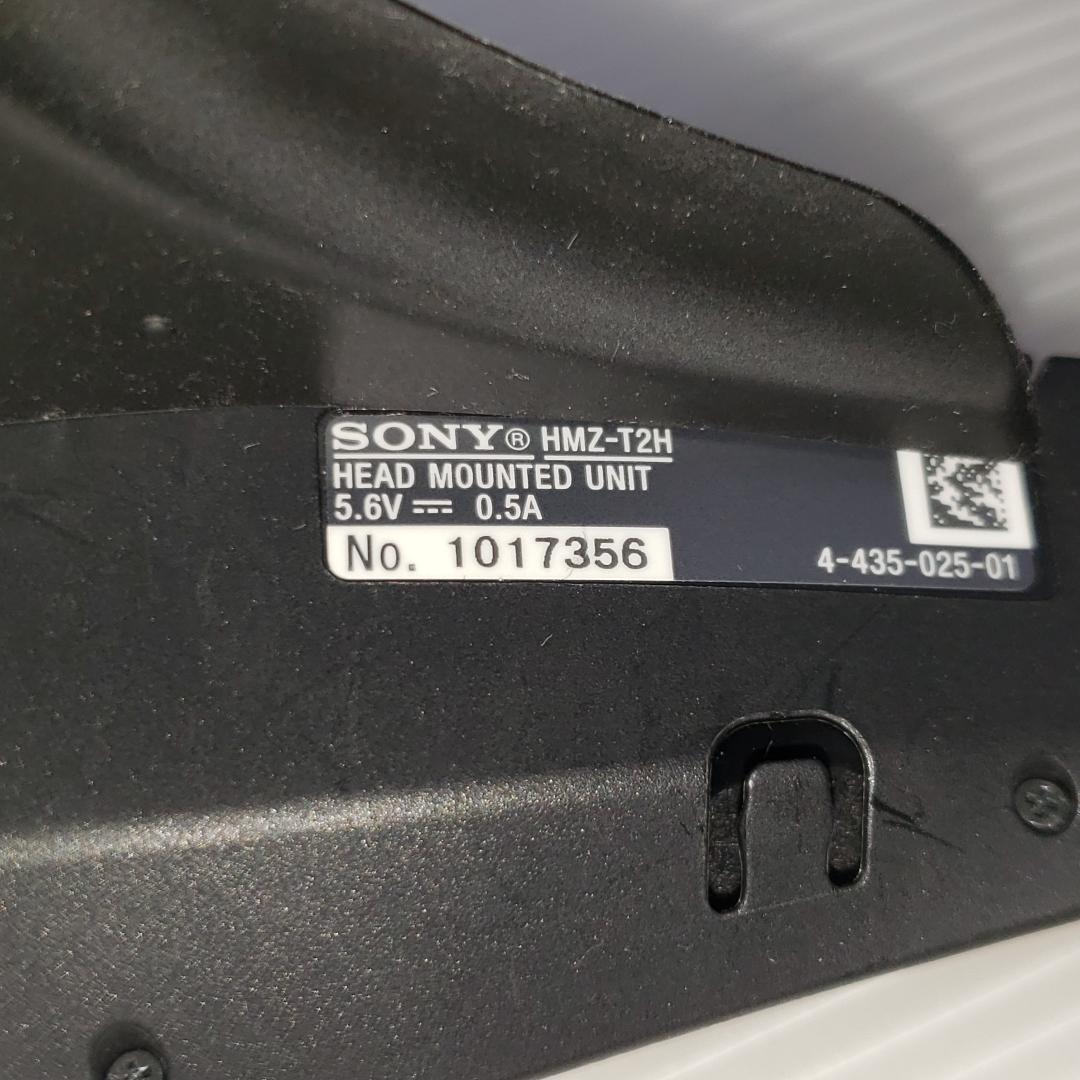 SONY® HMZ-T2H
HEAD MOUNTED UNIT
5.6V ⎓ 0.5A
No. 1017356
4-435-025-01